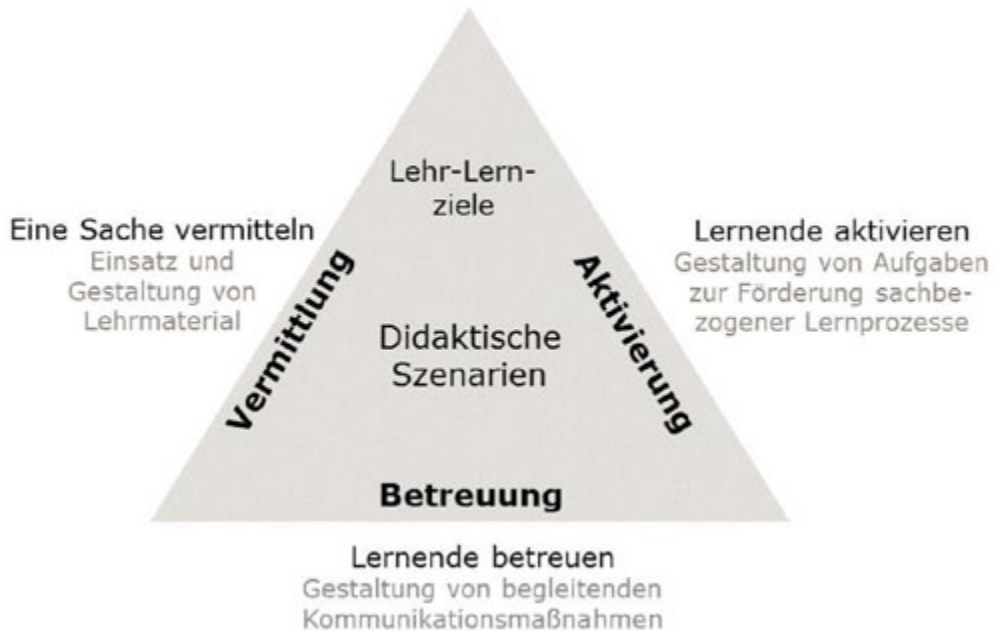 Lehr-Lern-
ziele
Eine Sache vermitteln
Einsatz und
Gestaltung von
Lehrmaterial
Vermittlung
Didaktische
Szenarien
Aktivierung
Lernende aktivieren
Gestaltung von Aufgaben
zur Förderung sachbe-
zogener Lernprozesse
Betreuung
Lernende betreuen
Gestaltung von begleitenden
Kommunikationsmaßnahmen